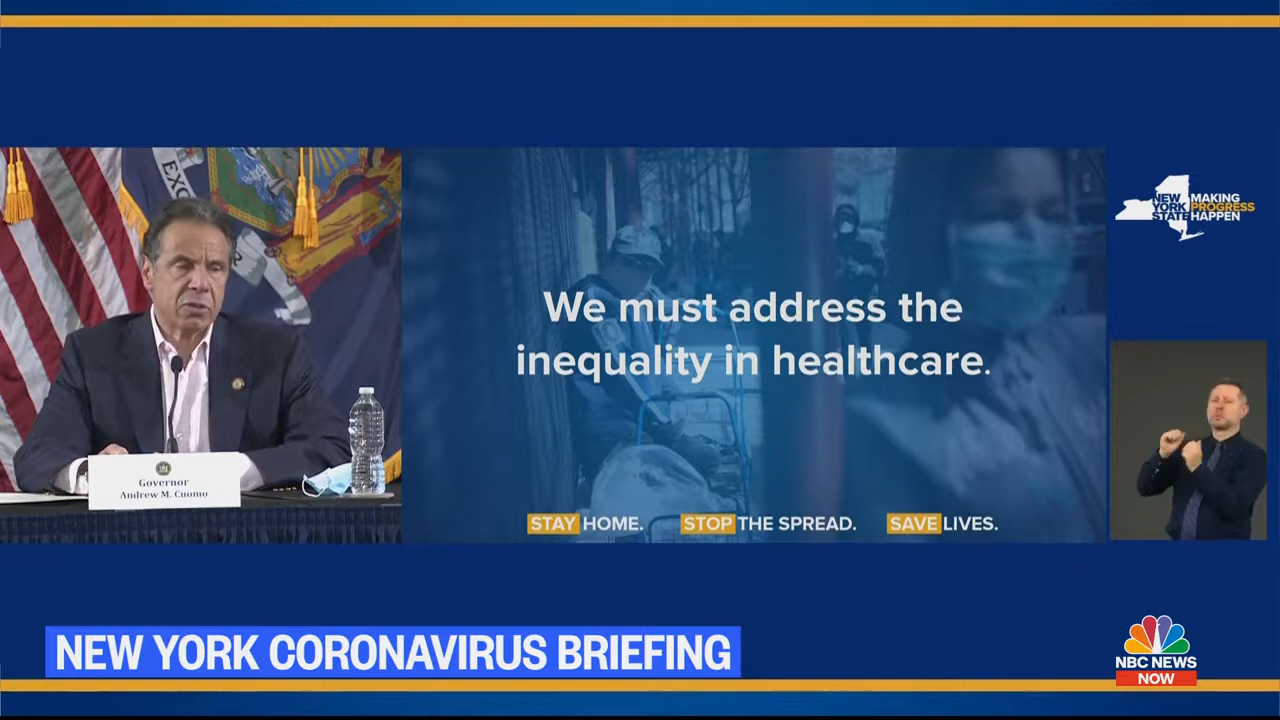 EXC
Governor
Andrew M. Cuomo
We must address the
inequality in healthcare.
STAY HOME. STOP THE SPREAD. SAVE LIVES.
NEW
YORK
STATE
MAKING
PROGRESS
HAPPEN
NEW YORK CORONAVIRUS BRIEFING
NBC NEWS
NOW